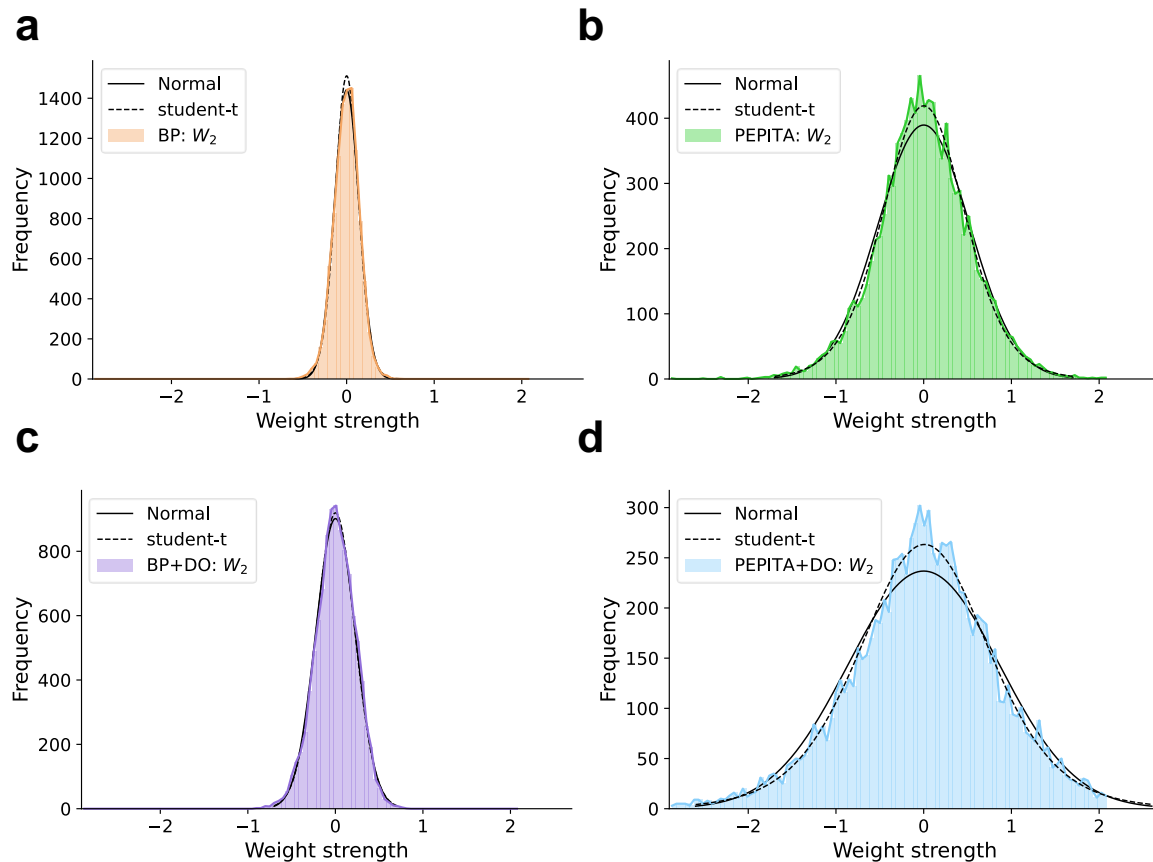 a
Normal
student-t
BP: W₂
Frequency
1400
1200
1000
800
600
400
200
0
−2
−1
0
1
2
Weight strength
b
Normal
student-t
PEPITA: W₂
Frequency
400
300
200
100
0
−2
−1
0
1
2
Weight strength
c
Normal
student-t
BP+DO: W₂
Frequency
800
600
400
200
0
−2
−1
0
1
2
Weight strength
d
Normal
student-t
PEPITA+DO: W₂
Frequency
300
250
200
150
100
50
0
−2
−1
0
1
2
Weight strength